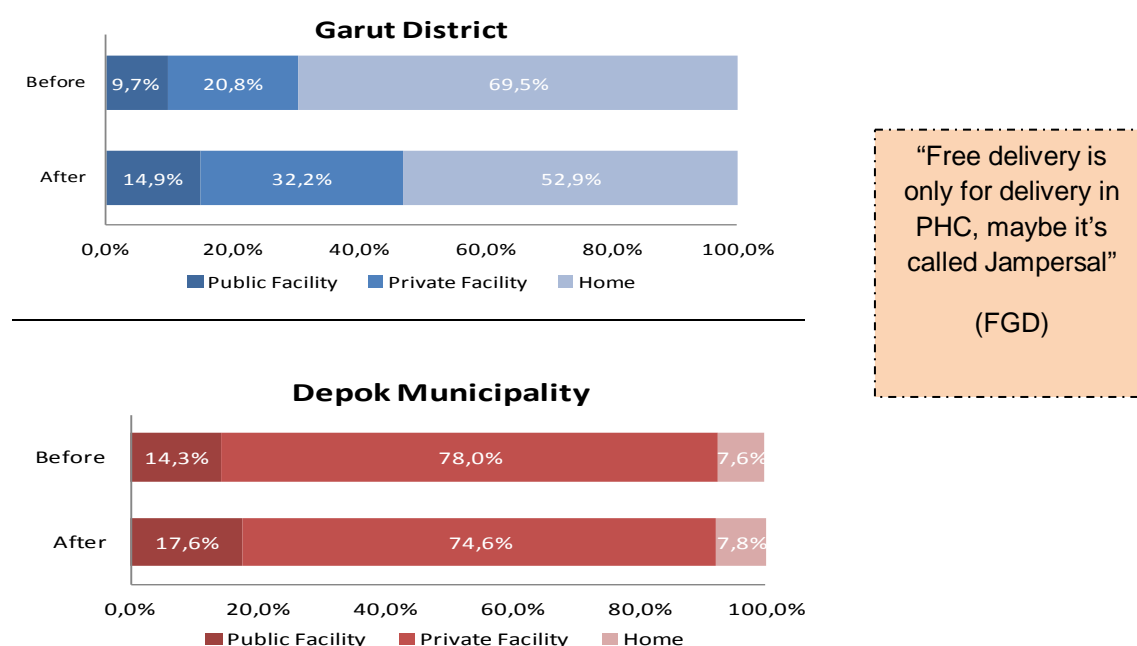 Garut District
Before 9,7% 20,8% 69,5%
After 14,9% 32,2% 52,9%
0,0% 20,0% 40,0% 60,0% 80,0% 100,0%
Public Facility Private Facility Home
“Free delivery is
only for delivery in
PHC, maybe it’s
called Jampersal”
(FGD)
Depok Municipality
Before 14,3% 78,0% 7,6%
After 17,6% 74,6% 7,8%
0,0% 20,0% 40,0% 60,0% 80,0% 100,0%
Public Facility Private Facility Home